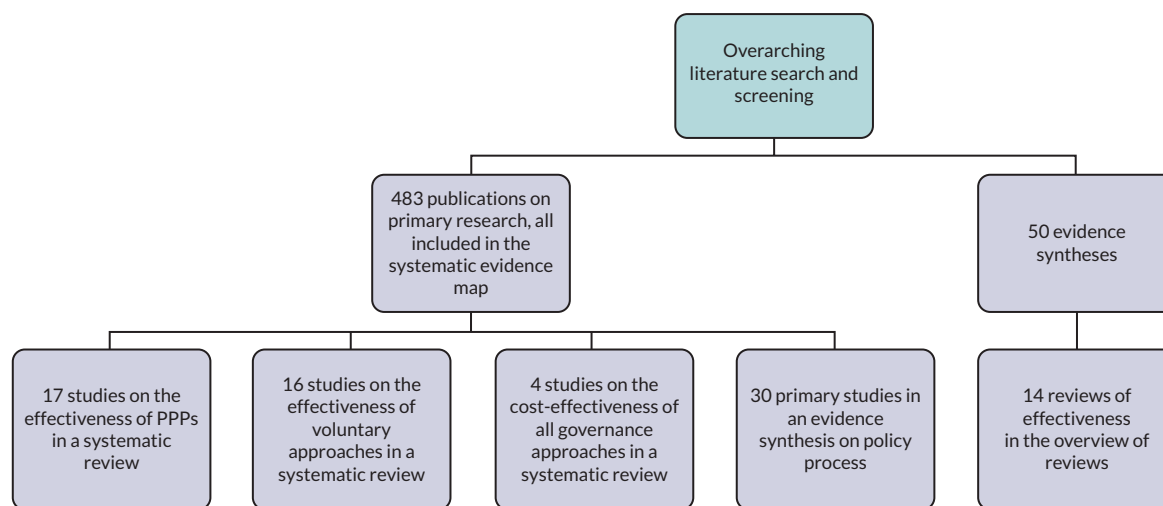 Overarching
literature search and
screening
483 publications on
primary research, all
included in the
systematic evidence
map
50 evidence
syntheses
17 studies on the
effectiveness of PPPs
in a systematic
review
16 studies on the
effectiveness of
voluntary
approaches in a
systematic review
4 studies on the
cost-effectiveness of
all governance
approaches in a
systematic review
30 primary studies in
an evidence
synthesis on policy
process
14 reviews of
effectiveness
in the overview of
reviews